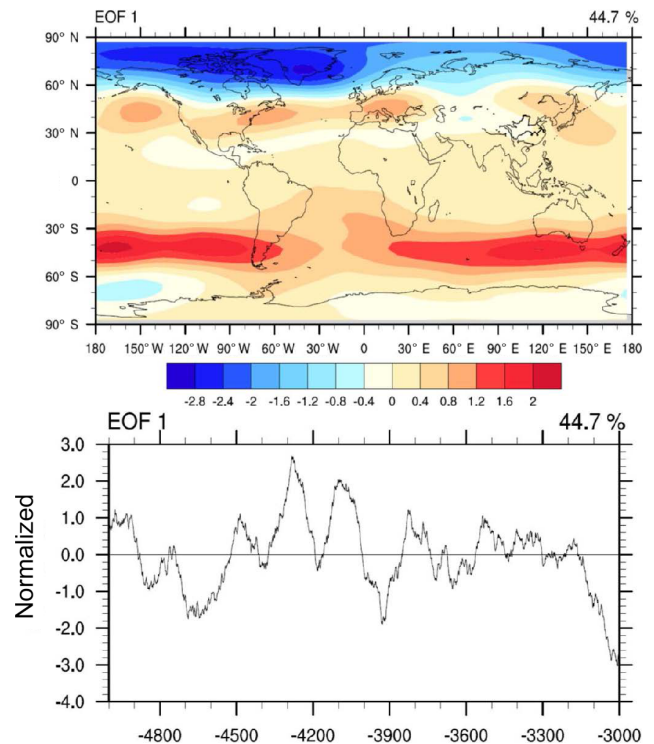 EOF 1 44.7 %
90° N
60° N
30° N
0
30° S
60° S
90° S
180 150° W 120° W 90° W 60° W 30° W 0 30° E 60° E 90° E 120° E 150° E 180
-2.8 -2.4 -2 -1.6 -1.2 -0.8 -0.4 0 0.4 0.8 1.2 1.6 2
EOF 1 44.7 %
Normalized
3.0
2.0
1.0
0.0
-1.0
-2.0
-3.0
-4.0
-4800 -4500 -4200 -3900 -3600 -3300 -3000